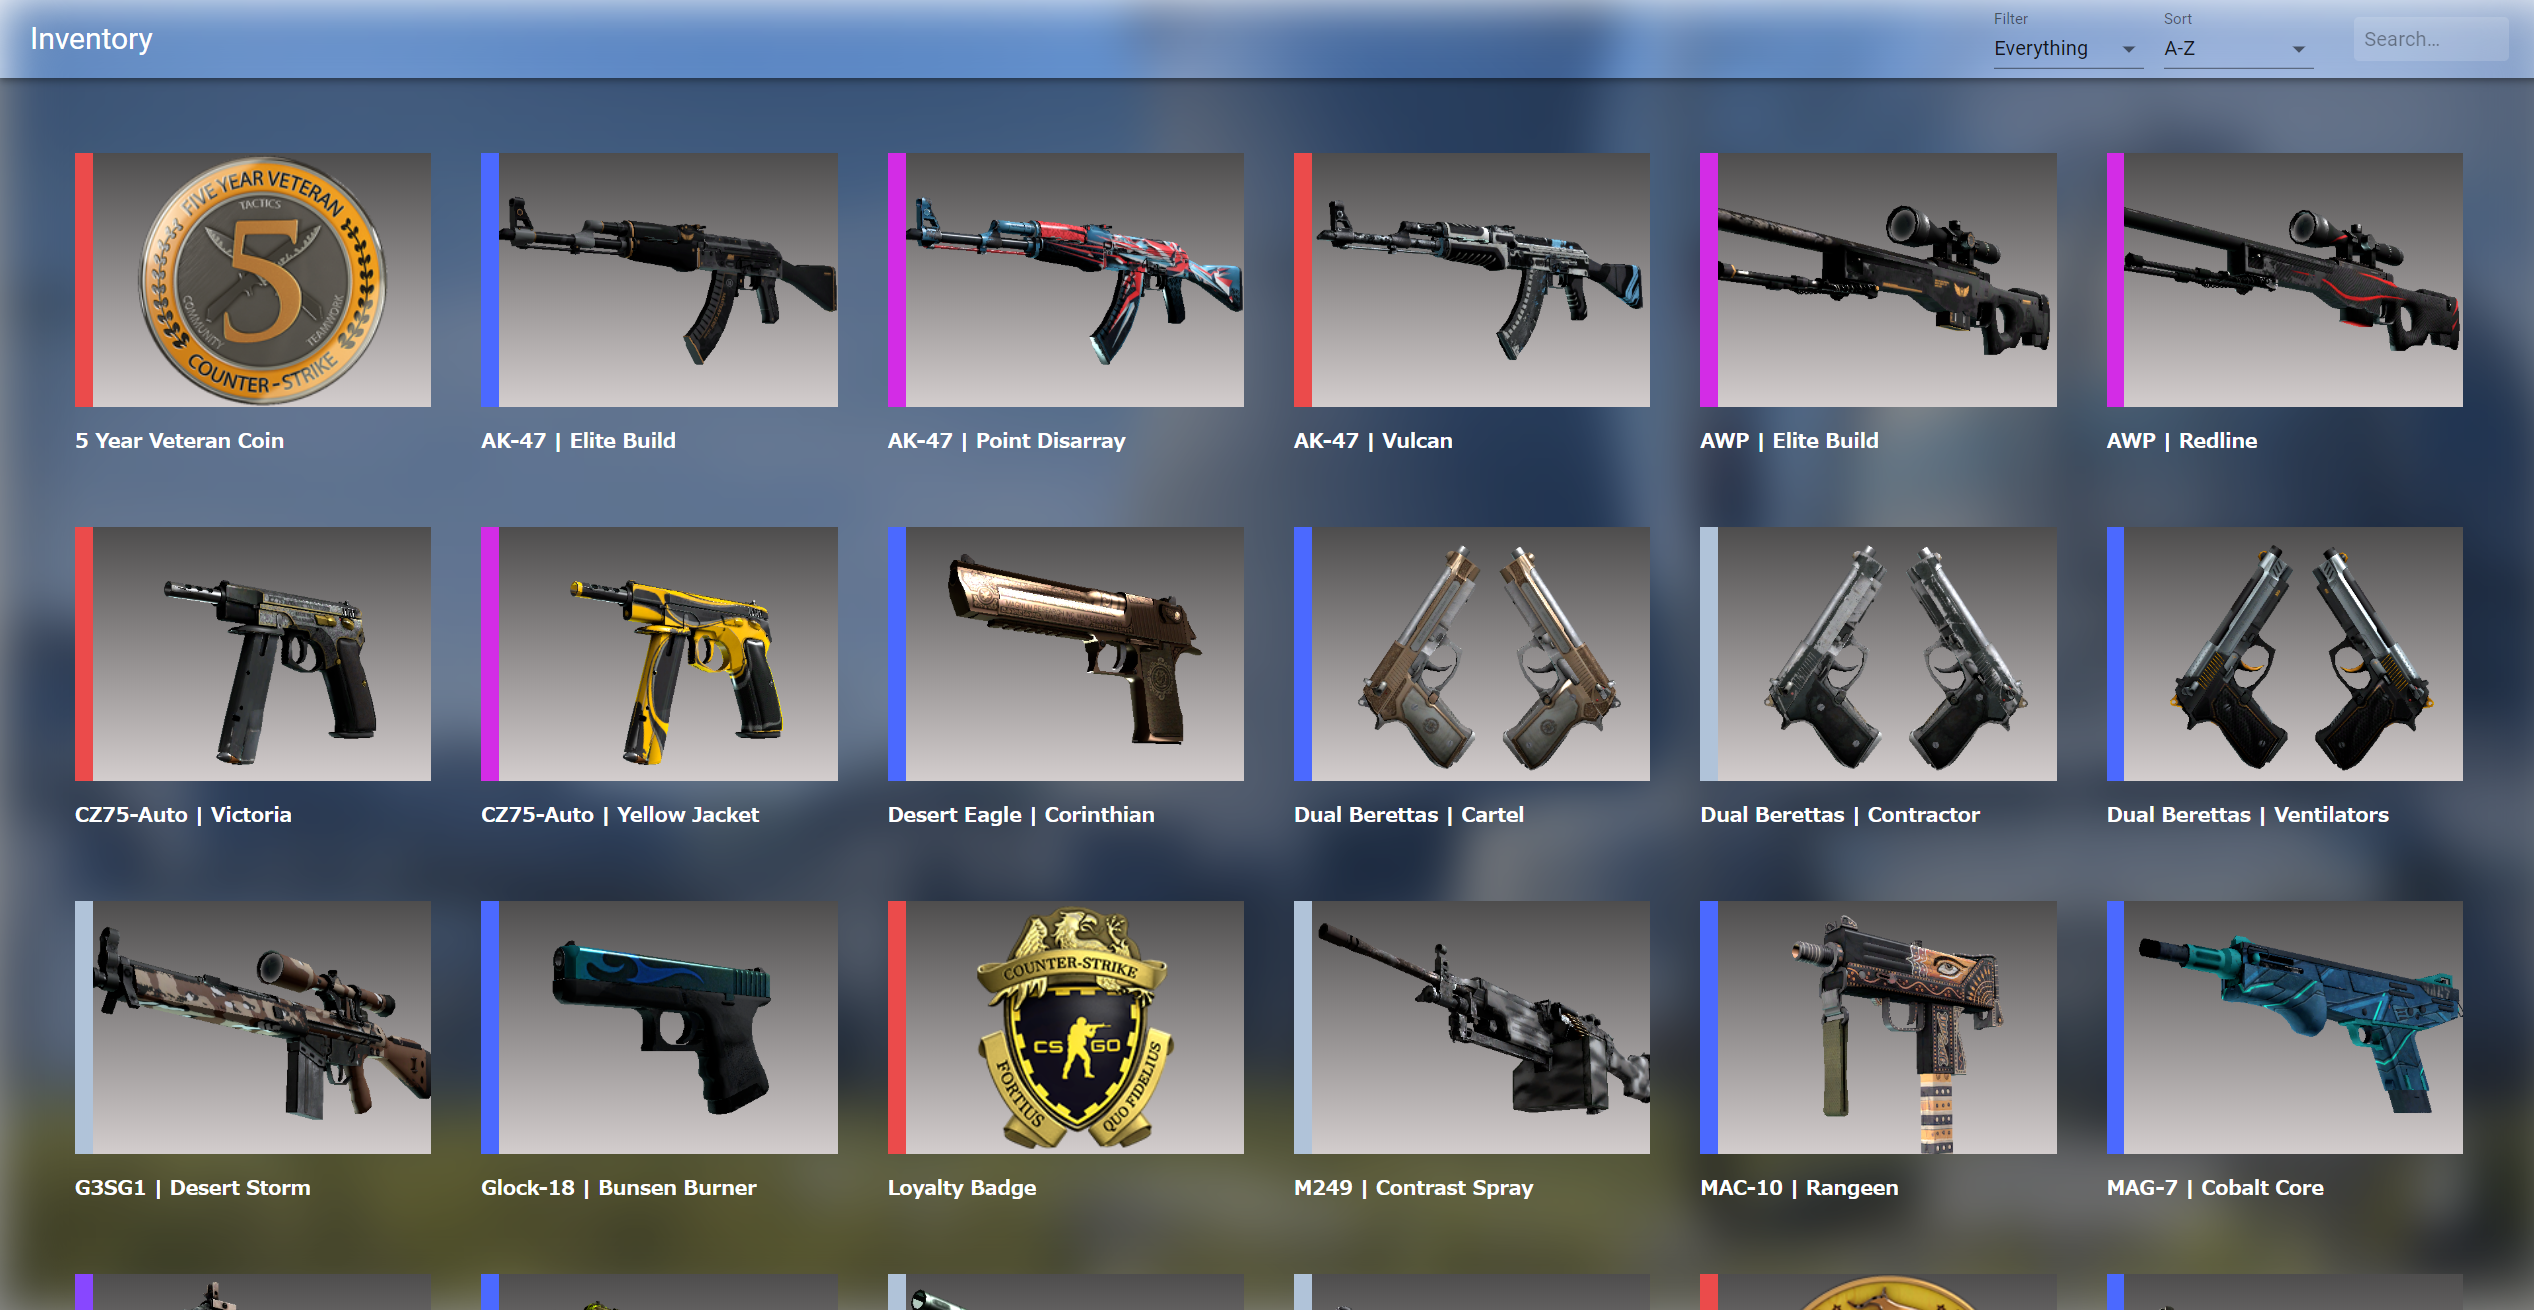 Inventory
Filter
Everything
Sort
A-Z
Search...
FIVE YEAR VETERAN
TACTICS
5
COMMUNITY
TEAMWORK
COUNTER-STRIKE
5 Year Veteran Coin
AK-47 | Elite Build
AK-47 | Point Disarray
AK-47 | Vulcan
AWP | Elite Build
AWP | Redline
CZ75-Auto | Victoria
CZ75-Auto | Yellow Jacket
Desert Eagle | Corinthian
Dual Berettas | Cartel
Dual Berettas | Contractor
Dual Berettas | Ventilators
COUNTER-STRIKE
CS GO
FORTIUS
QUO FIDELIUS
G3SG1 | Desert Storm
Glock-18 | Bunsen Burner
Loyalty Badge
M249 | Contrast Spray
MAC-10 | Rangeen
MAG-7 | Cobalt Core